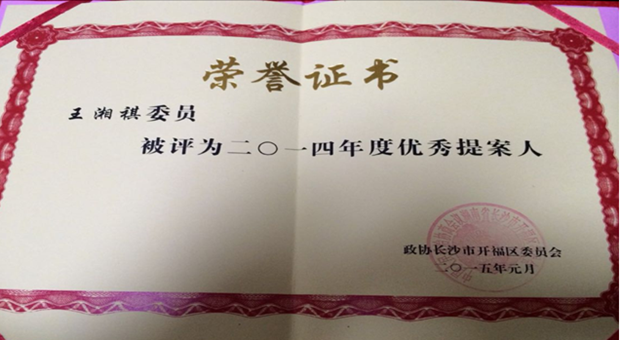 荣誉证书
王湘祺委员
被评为二〇一四年度优秀提案人
政协长沙市开福区委员会
二〇一五年元月